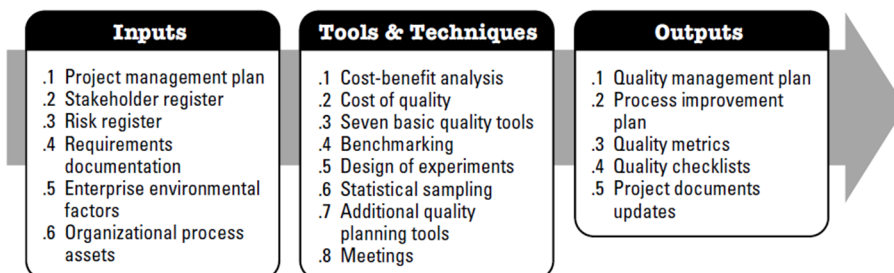 Inputs
.1 Project management plan
.2 Stakeholder register
.3 Risk register
.4 Requirements
documentation
.5 Enterprise environmental
factors
.6 Organizational process
assets
Tools & Techniques
.1 Cost-benefit analysis
.2 Cost of quality
.3 Seven basic quality tools
.4 Benchmarking
.5 Design of experiments
.6 Statistical sampling
.7 Additional quality
planning tools
.8 Meetings
Outputs
.1 Quality management plan
.2 Process improvement
plan
.3 Quality metrics
.4 Quality checklists
.5 Project documents
updates